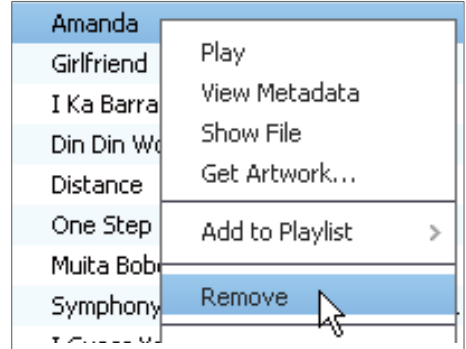 Amanda
Girlfriend
I Ka Barra
Din Din Wo
Distance
One Step
Muita Bob
Symphony
Play
View Metadata
Show File
Get Artwork...
Add to Playlist
Remove